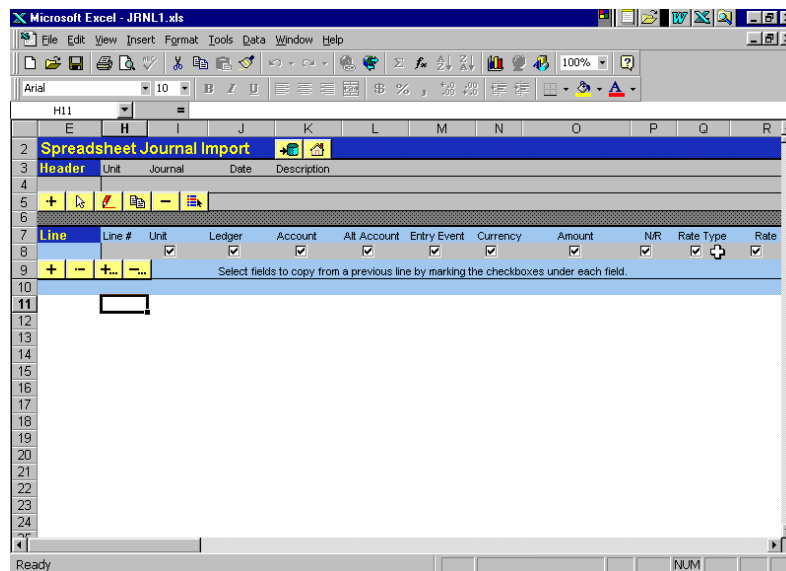 Microsoft Excel - JRNL1.xls
File Edit View Insert Format Tools Data Window Help
100%
Arial 10 B I U $ % ,
H11 =
E H I J K L M N O P Q R
2 Spreadsheet Journal Import
3 Header Unit Journal Date Description
4
5
6
7 Line Line # Unit Ledger Account Alt Account Entry Event Currency Amount N/R Rate Type Rate
8
9 Select fields to copy from a previous line by marking the checkboxes under each field.
10
11
12
13
14
15
16
17
18
19
20
21
22
23
24
Ready NUM